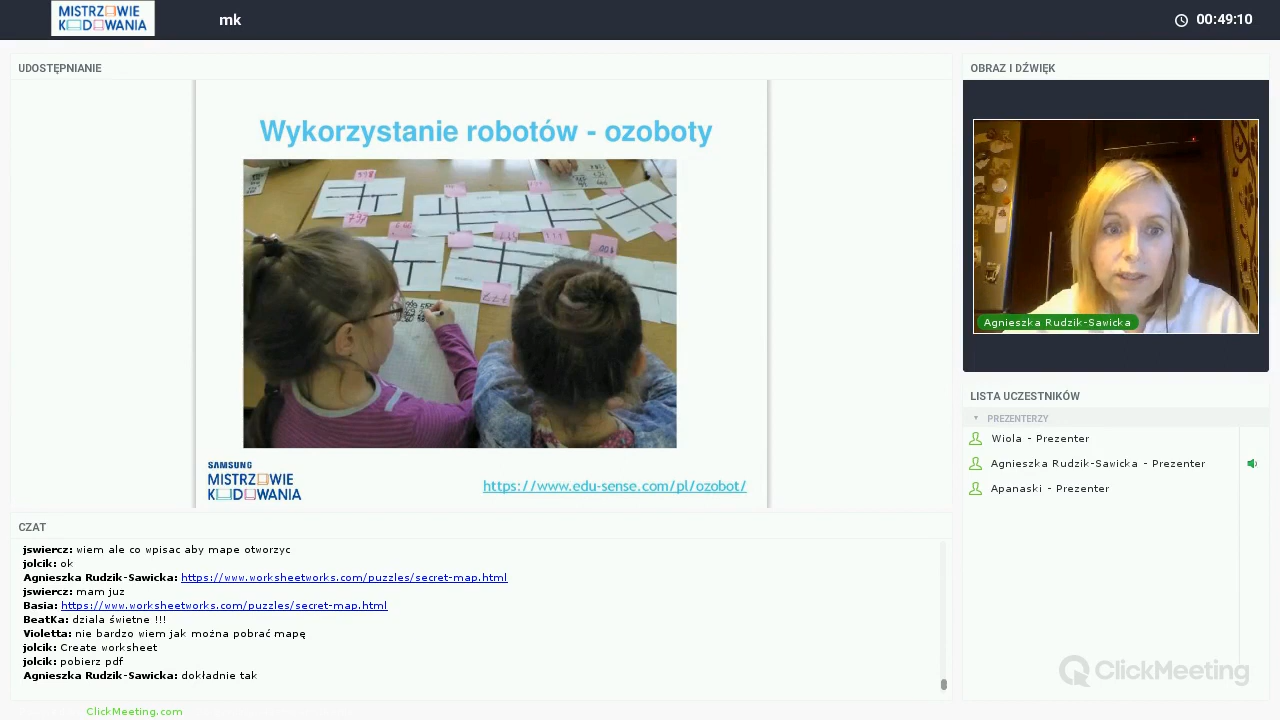 MISTRZOWIE
KODOWANIA
mk
00:49:10
UDOSTĘPNIANIE
Wykorzystanie robotów - ozoboty
SAMSUNG
MISTRZOWIE
KODOWANIA
https://www.edu-sense.com/pl/ozobot/
CZAT
jswiercz: wiem ale co wpisac aby mape otworzyc
jolcik: ok
Agnieszka Rudzik-Sawicka: https://www.worksheetworks.com/puzzles/secret-map.html
jswiercz: mam juz
Basia: https://www.worksheetworks.com/puzzles/secret-map.html
BeatKa: dziala świetne !!!
Violetta: nie bardzo wiem jak można pobrać mapę
jolcik: Create worksheet
jolcik: pobierz pdf
Agnieszka Rudzik-Sawicka: dokładnie tak
ClickMeeting.com
OBRAZ I DŹWIĘK
Agnieszka Rudzik-Sawicka
LISTA UCZESTNIKÓW
PREZENTERZY
Wiola - Prezenter
Agnieszka Rudzik-Sawicka - Prezenter
Apanaski - Prezenter
ClickMeeting